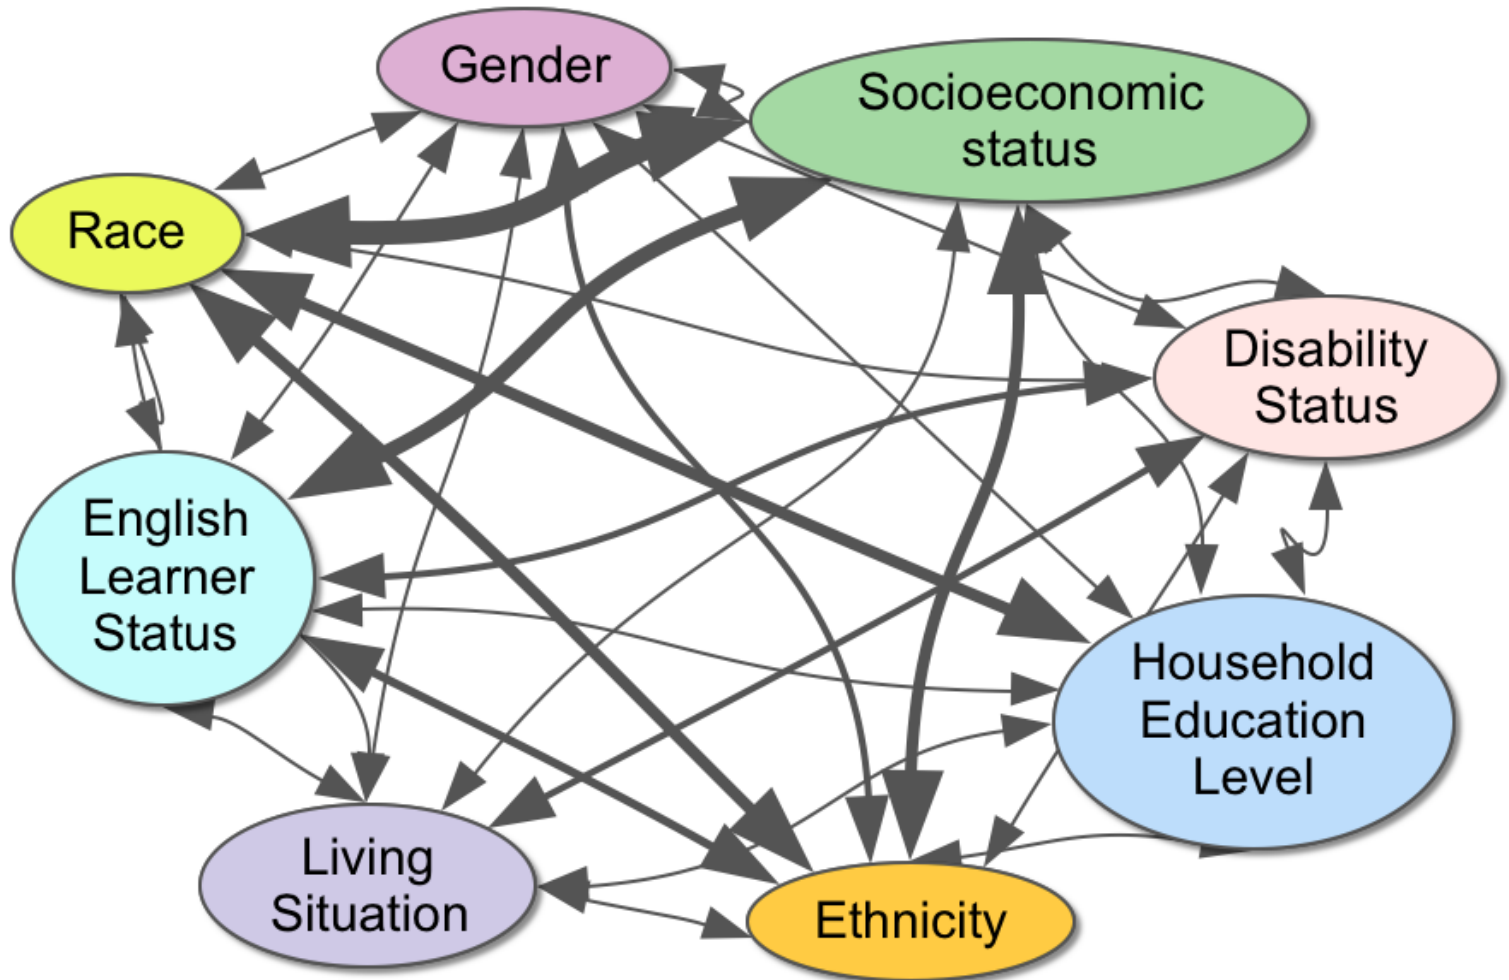 Gender
Socioeconomic
status
Race
Disability
Status
English
Learner
Status
Household
Education
Level
Living
Situation
Ethnicity